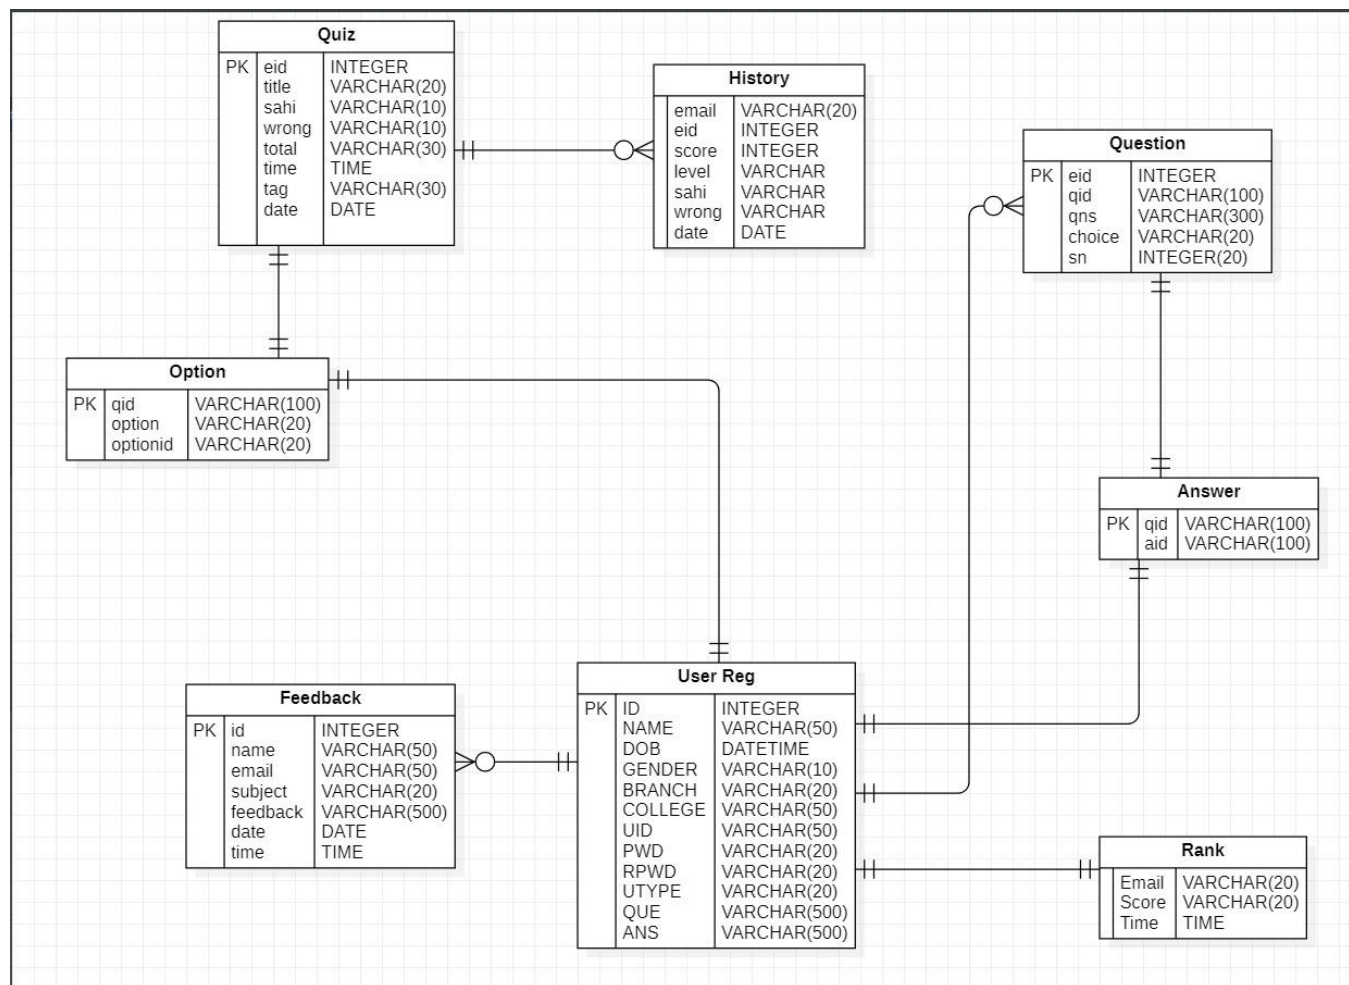 Quiz
PK eid INTEGER
title VARCHAR(20)
sahi VARCHAR(10)
wrong VARCHAR(10)
total VARCHAR(30)
time TIME
tag VARCHAR(30)
date DATE
History
email VARCHAR(20)
eid INTEGER
score INTEGER
level VARCHAR
sahi VARCHAR
wrong VARCHAR
date DATE
Question
PK eid INTEGER
qid VARCHAR(100)
qns VARCHAR(300)
choice VARCHAR(20)
sn INTEGER(20)
Option
PK qid VARCHAR(100)
option VARCHAR(20)
optionid VARCHAR(20)
Answer
PK qid VARCHAR(100)
aid VARCHAR(100)
Feedback
PK id INTEGER
name VARCHAR(50)
email VARCHAR(50)
subject VARCHAR(20)
feedback VARCHAR(500)
date DATE
time TIME
User Reg
PK ID INTEGER
NAME VARCHAR(50)
DOB DATETIME
GENDER VARCHAR(10)
BRANCH VARCHAR(20)
COLLEGE VARCHAR(50)
UID VARCHAR(50)
PWD VARCHAR(20)
RPWD VARCHAR(20)
UTYPE VARCHAR(20)
QUE VARCHAR(500)
ANS VARCHAR(500)
Rank
Email VARCHAR(20)
Score VARCHAR(20)
Time TIME